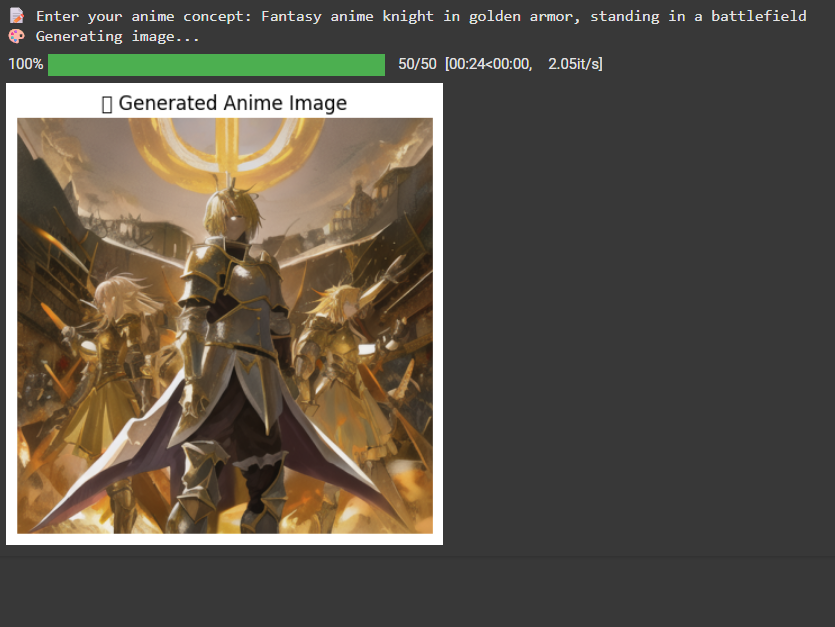 📝 Enter your anime concept: Fantasy anime knight in golden armor, standing in a battlefield
🎨 Generating image...
100% 50/50 [00:24<00:00, 2.05it/s]
▯ Generated Anime Image